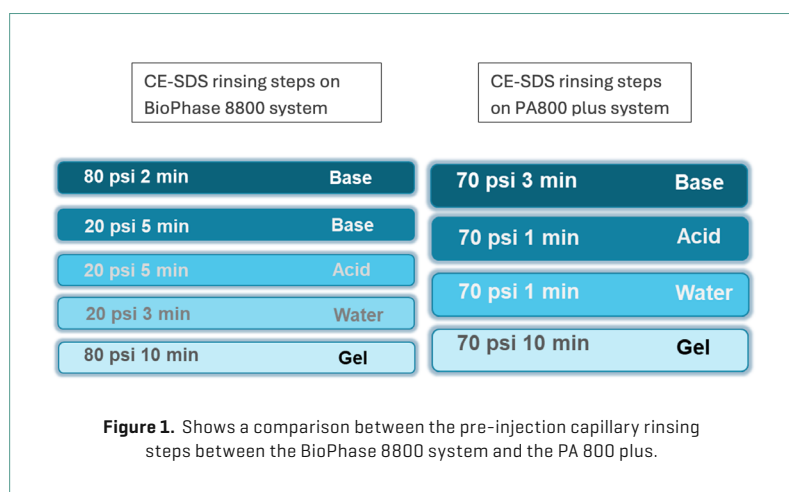 CE-SDS rinsing steps on
BioPhase 8800 system
CE-SDS rinsing steps
on PA800 plus system
80 psi 2 min Base
20 psi 5 min Base
20 psi 5 min Acid
20 psi 3 min Water
80 psi 10 min Gel
70 psi 3 min Base
70 psi 1 min Acid
70 psi 1 min Water
70 psi 10 min Gel
Figure 1. Shows a comparison between the pre-injection capillary rinsing
steps between the BioPhase 8800 system and the PA 800 plus.